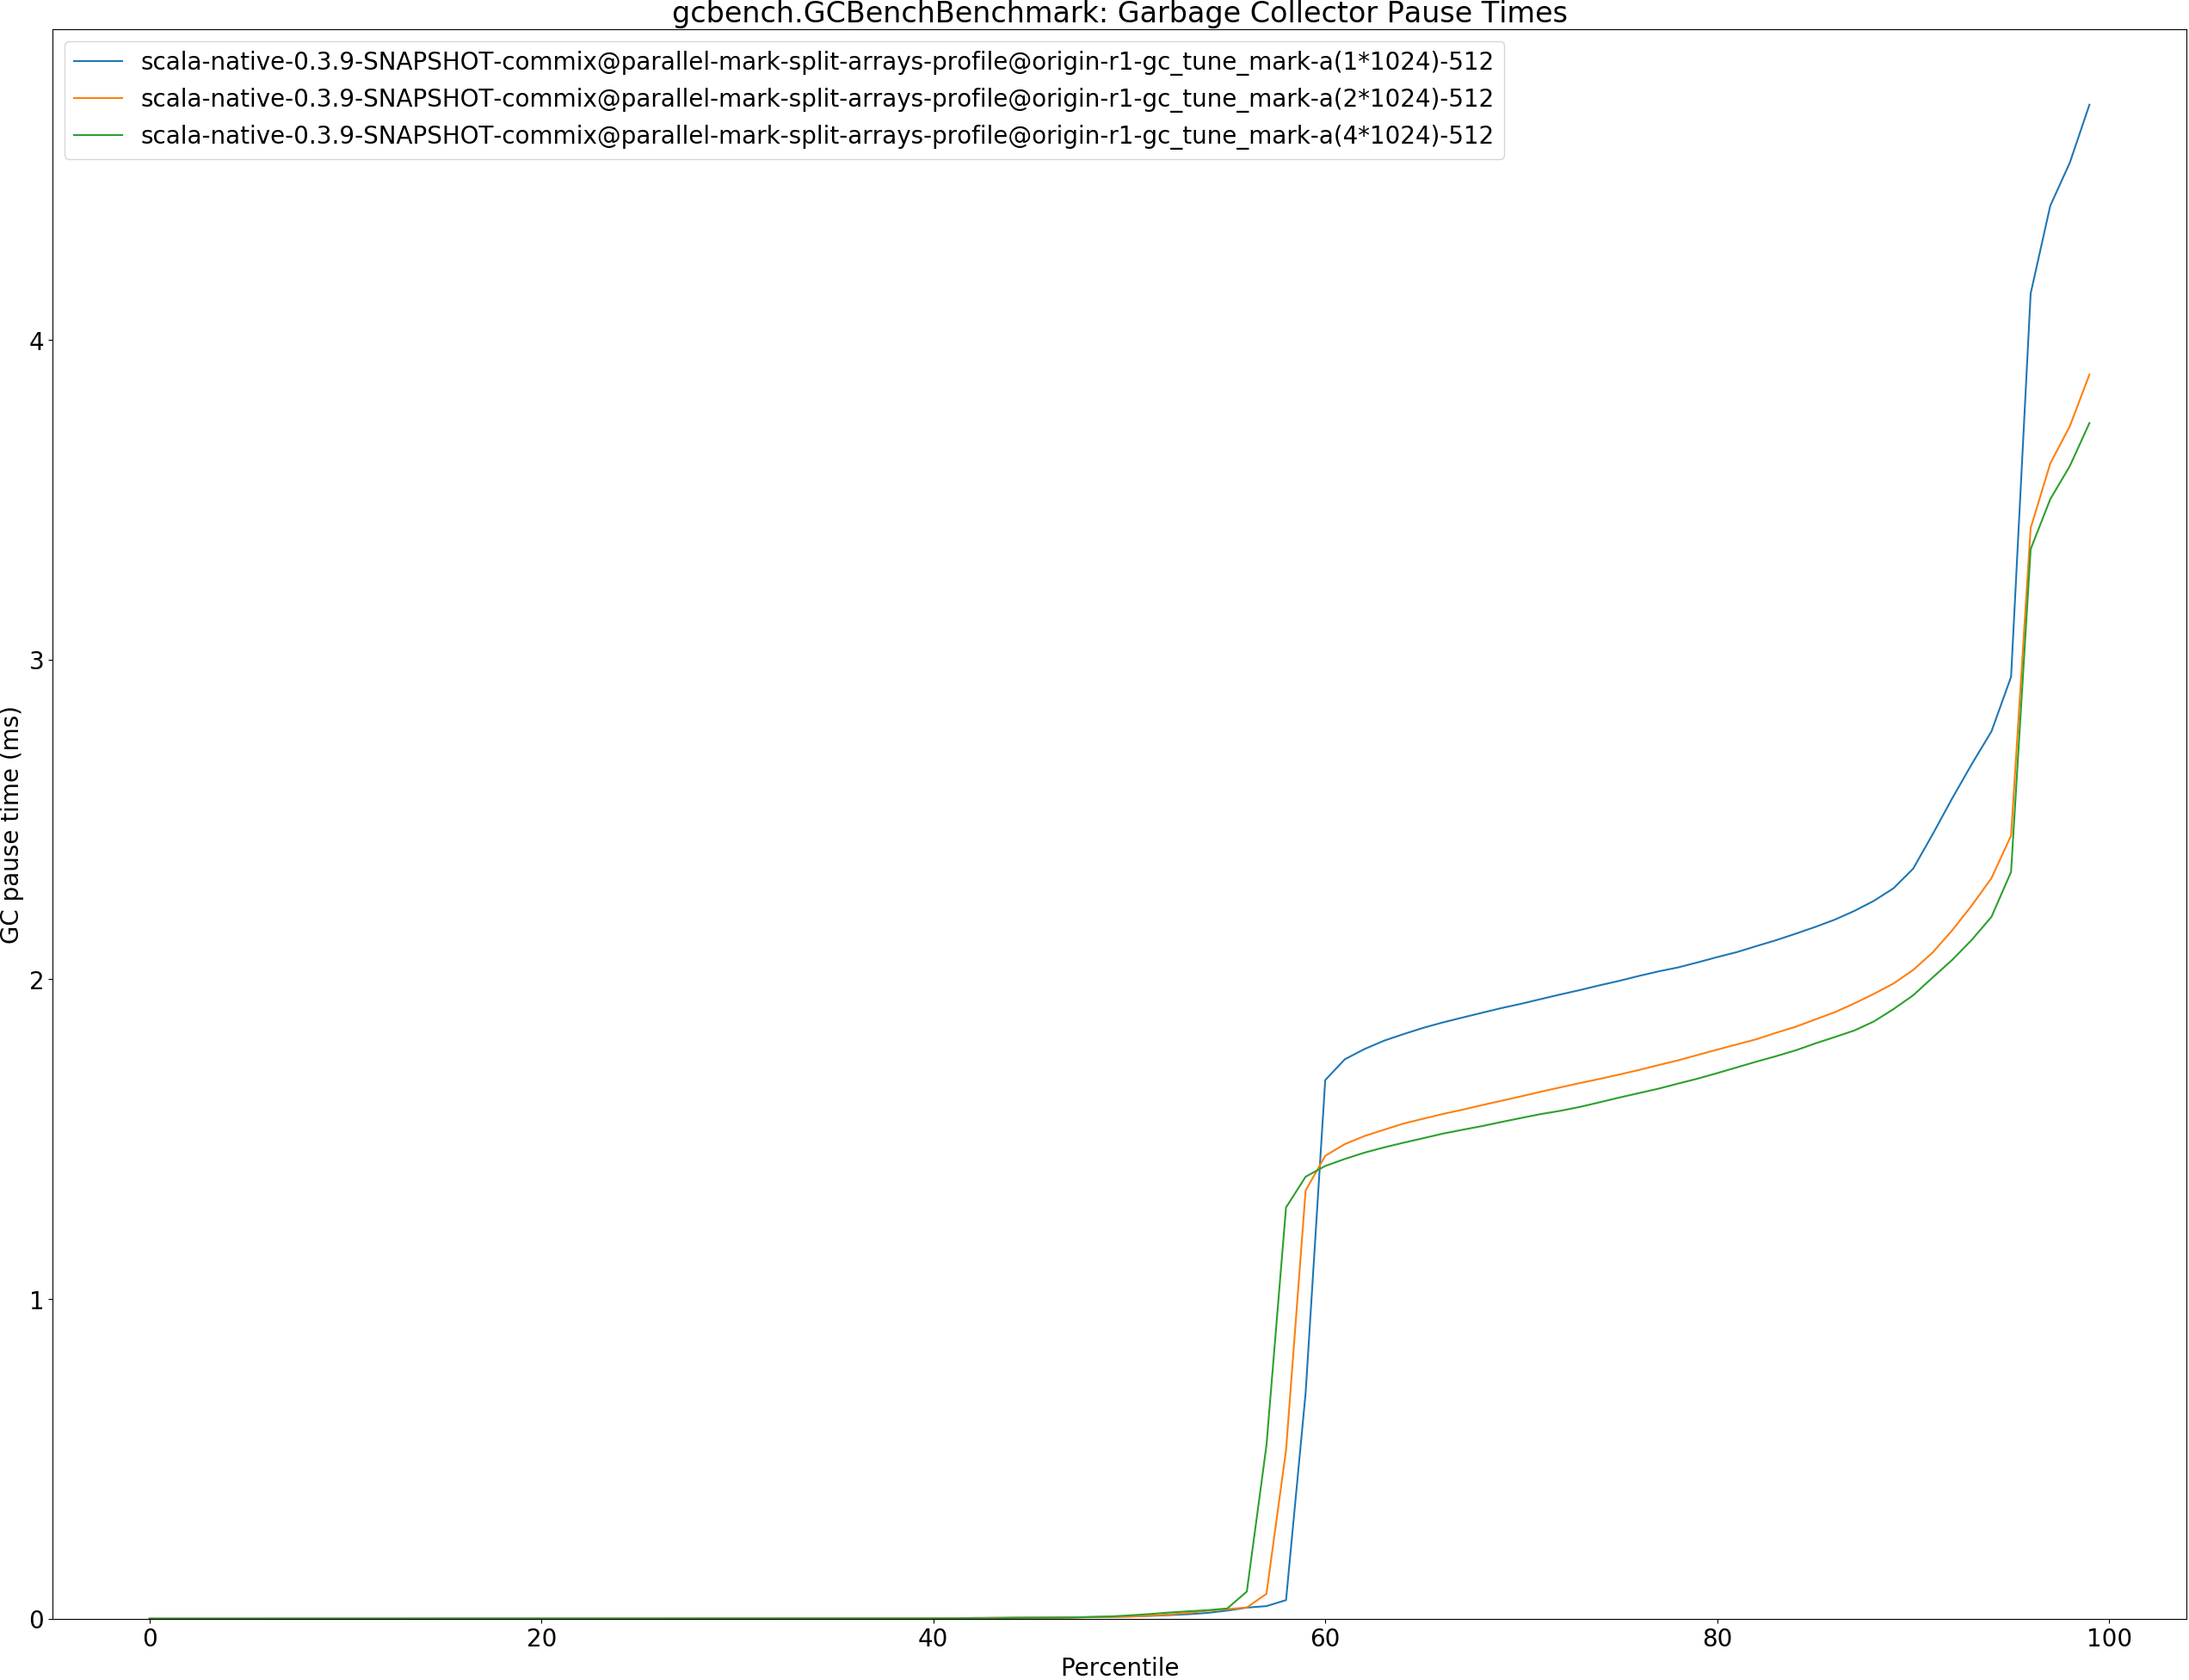 gcbench.GCBenchBenchmark: Garbage Collector Pause Times
scala-native-0.3.9-SNAPSHOT-commix@parallel-mark-split-arrays-profile@origin-r1-gc_tune_mark-a(1*1024)-512
scala-native-0.3.9-SNAPSHOT-commix@parallel-mark-split-arrays-profile@origin-r1-gc_tune_mark-a(2*1024)-512
scala-native-0.3.9-SNAPSHOT-commix@parallel-mark-split-arrays-profile@origin-r1-gc_tune_mark-a(4*1024)-512
GC pause time (ms)
4
3
2
1
0
0 20 40 60 80 100
Percentile